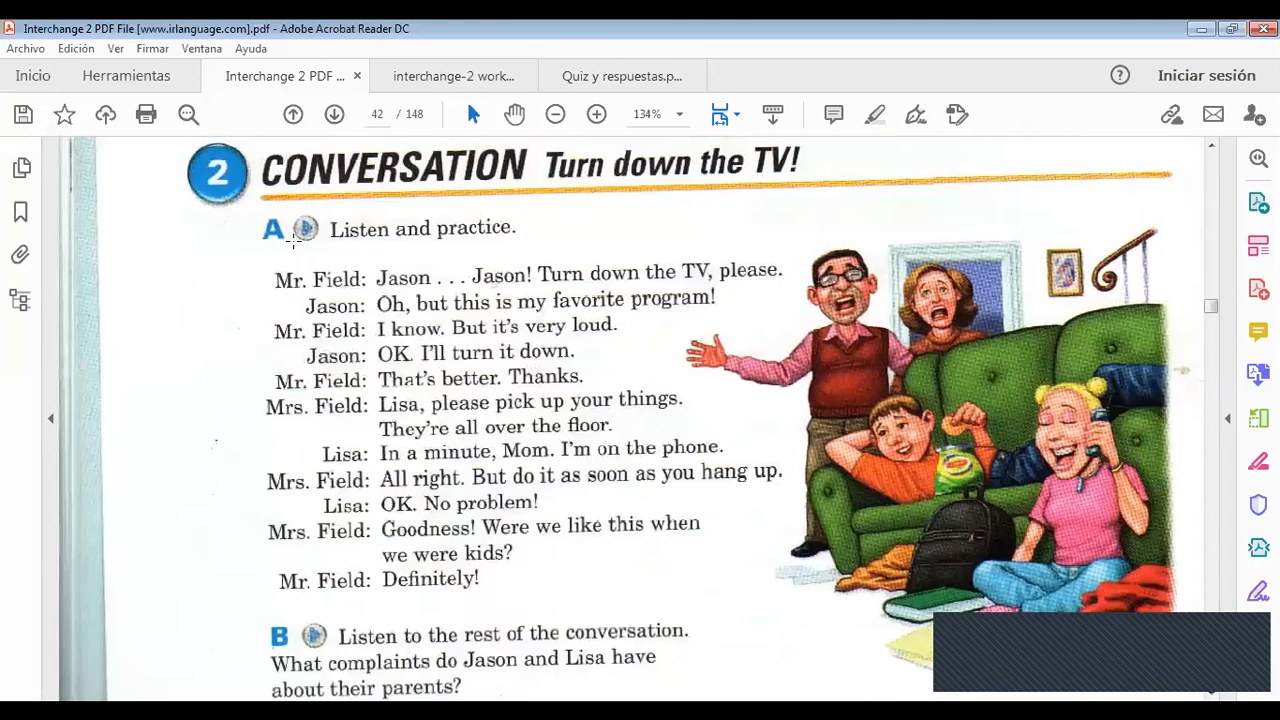 Interchange 2 PDF File [www.irlanguage.com].pdf - Adobe Acrobat Reader DC
Archivo Edición Ver Firmar Ventana Ayuda
Inicio Herramientas Interchange 2 PDF ... × interchange-2 work... Quiz y respuestas.p... Iniciar sesión
42 / 148 134%
2 CONVERSATION Turn down the TV!
A Listen and practice.
Mr. Field: Jason . . . Jason! Turn down the TV, please.
Jason: Oh, but this is my favorite program!
Mr. Field: I know. But it's very loud.
Jason: OK. I'll turn it down.
Mr. Field: That's better. Thanks.
Mrs. Field: Lisa, please pick up your things.
They're all over the floor.
Lisa: In a minute, Mom. I'm on the phone.
Mrs. Field: All right. But do it as soon as you hang up.
Lisa: OK. No problem!
Mrs. Field: Goodness! Were we like this when
we were kids?
Mr. Field: Definitely!
B Listen to the rest of the conversation.
What complaints do Jason and Lisa have
about their parents?